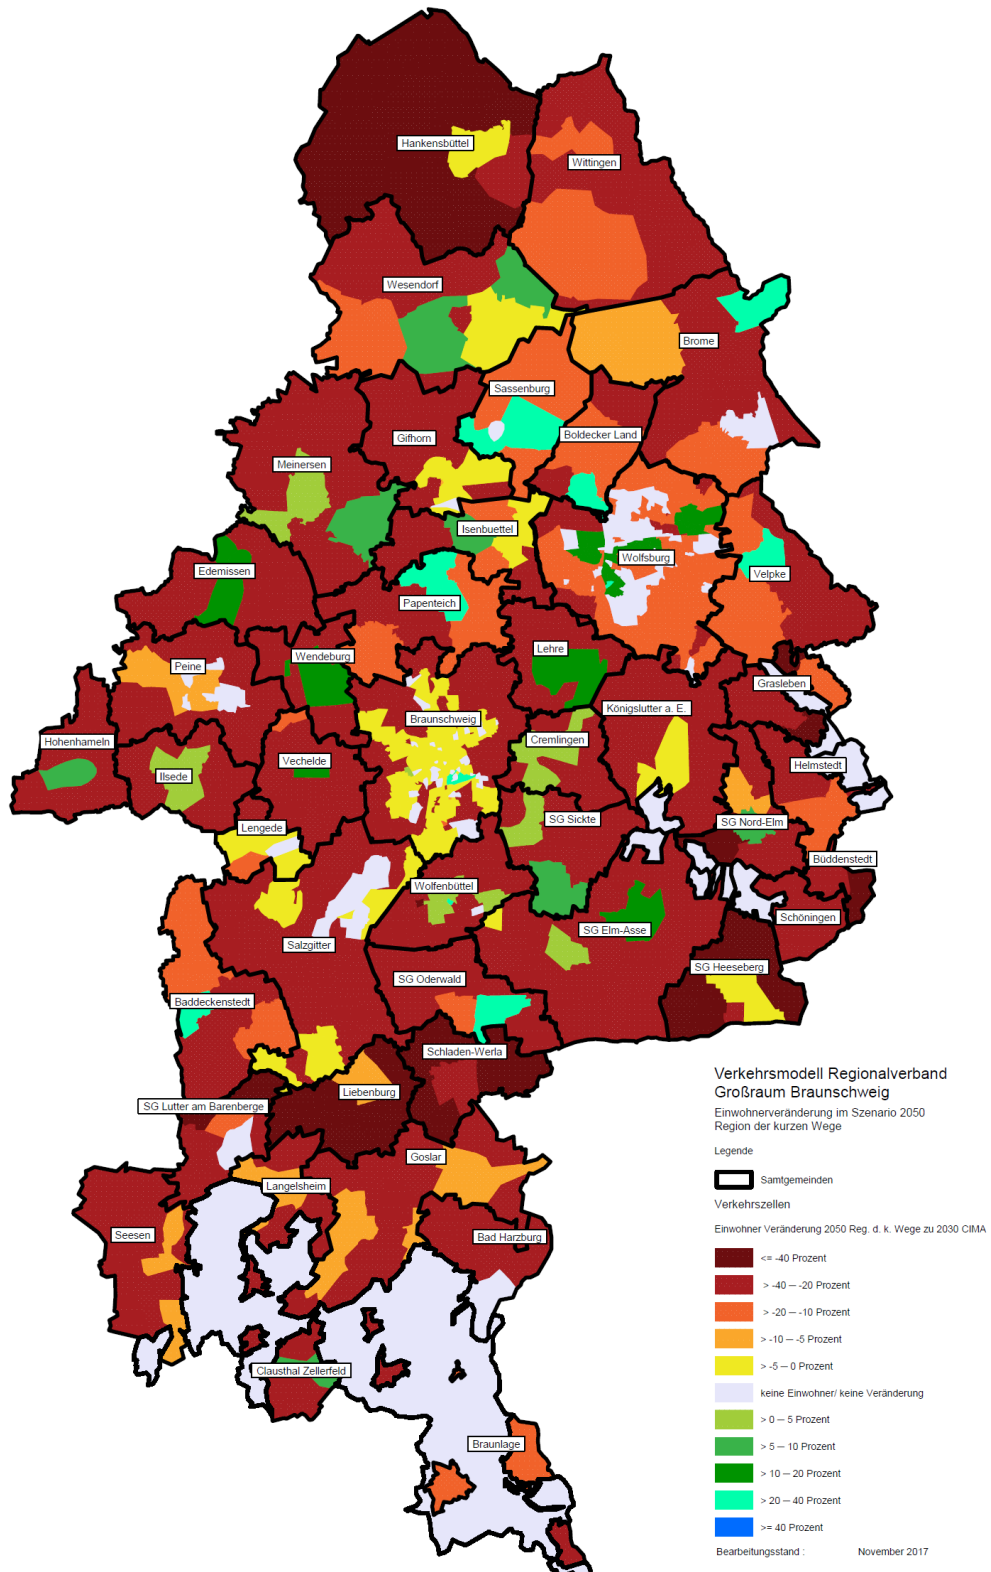 Hankensbüttel
Wittingen
Wesendorf
Brome
Sassenburg
Gifhorn
Boldecker Land
Meinersen
Isenbuettel
Wolfsburg
Edemissen
Velpke
Papenteich
Wendeburg
Lehre
Peine
Grasleben
Königslutter a. E.
Braunschweig
Hohenhameln
Cremlingen
Vechelde
Helmstedt
Ilsede
SG Sickte
SG Nord-Elm
Lengede
Büddenstedt
Wolfenbüttel
Schöningen
SG Elm-Asse
Salzgitter
SG Heeseberg
SG Oderwald
Baddeckenstedt
Schladen-Werla
Liebenburg
SG Lutter am Barenberge
Goslar
Langelsheim
Seesen
Bad Harzburg
Clausthal Zellerfeld
Braunlage
Verkehrsmodell Regionalverband
Großraum Braunschweig
Einwohnerveränderung im Szenario 2050
Region der kurzen Wege
Legende
Samtgemeinden
Verkehrszellen
Einwohner Veränderung 2050 Reg. d. k. Wege zu 2030 CIMA
<= -40 Prozent
> -40 — -20 Prozent
> -20 — -10 Prozent
> -10 — -5 Prozent
> -5 — 0 Prozent
keine Einwohner/ keine Veränderung
> 0 — 5 Prozent
> 5 — 10 Prozent
> 10 — 20 Prozent
> 20 — 40 Prozent
>= 40 Prozent
Bearbeitungsstand : November 2017